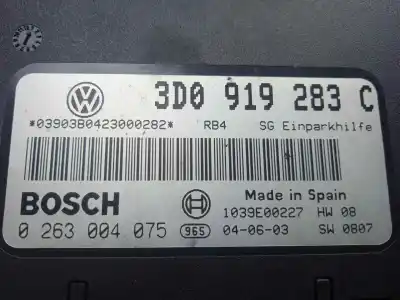 3D0 919 283 C
*0390380423000282* RB4 SG Einparkhilfe
BOSCH
Made in Spain
1039E00227 HW 08
0 263 004 075 965 04-06-03 SW 0807